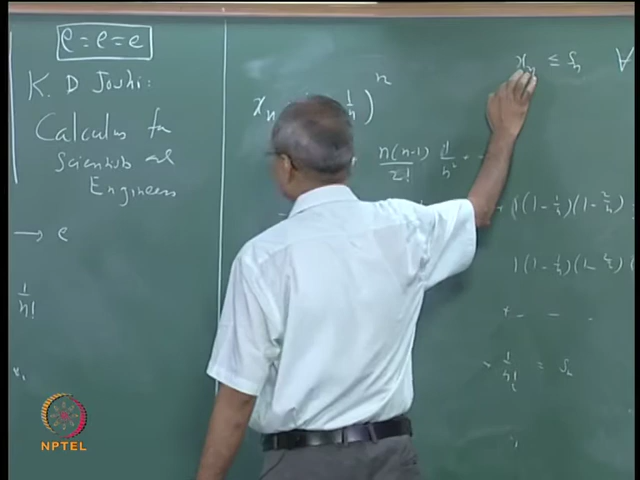 e = e = e
K. D Joshi:
Calculus for
Scientists and
Engineers
→ e
1/n!
x_n 1/n)^n
n(n-1)/2! 1/n² ...
(1 - 1/n)(1 - 2/n)
1(1 - 1/n)(1 - 2/n)
+ - - -
1/n! = S_n
x_n ≤ S_n ∀
NPTEL